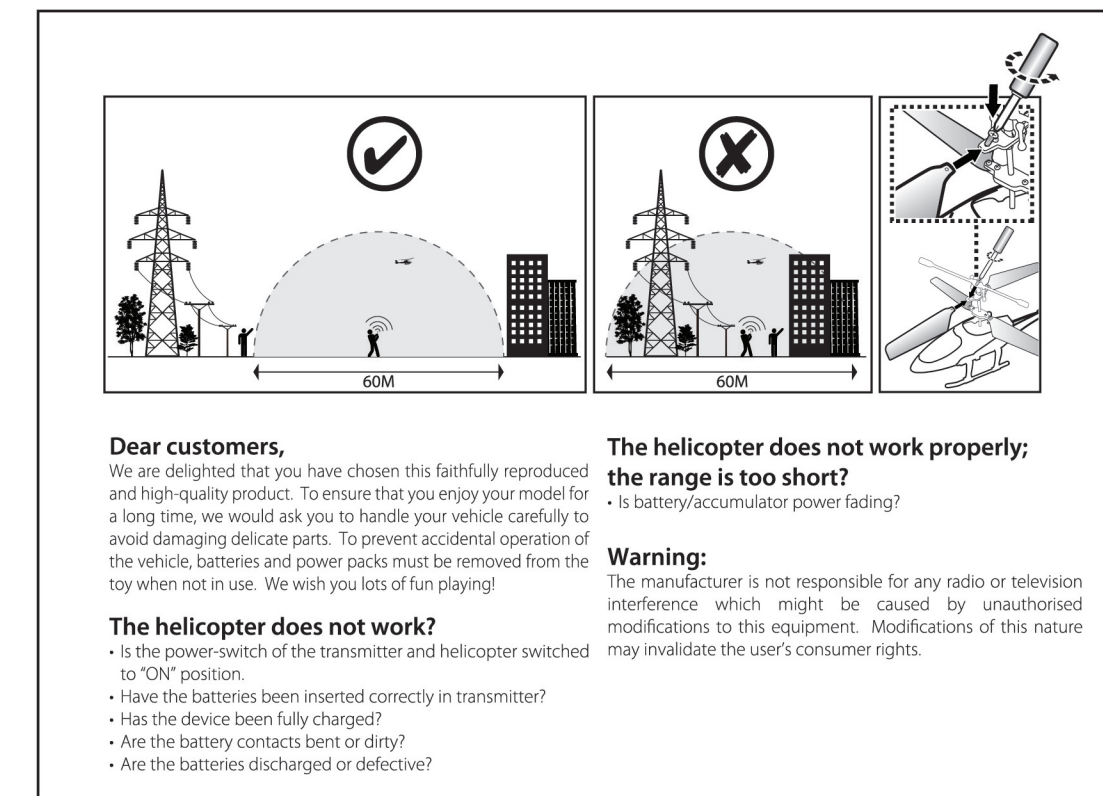 60M
60M
Dear customers,
We are delighted that you have chosen this faithfully reproduced
and high-quality product. To ensure that you enjoy your model for
a long time, we would ask you to handle your vehicle carefully to
avoid damaging delicate parts. To prevent accidental operation of
the vehicle, batteries and power packs must be removed from the
toy when not in use. We wish you lots of fun playing!
The helicopter does not work?
• Is the power-switch of the transmitter and helicopter switched
to "ON" position.
• Have the batteries been inserted correctly in transmitter?
• Has the device been fully charged?
• Are the battery contacts bent or dirty?
• Are the batteries discharged or defective?
The helicopter does not work properly;
the range is too short?
• Is battery/accumulator power fading?
Warning:
The manufacturer is not responsible for any radio or television
interference which might be caused by unauthorised
modifications to this equipment. Modifications of this nature
may invalidate the user's consumer rights.